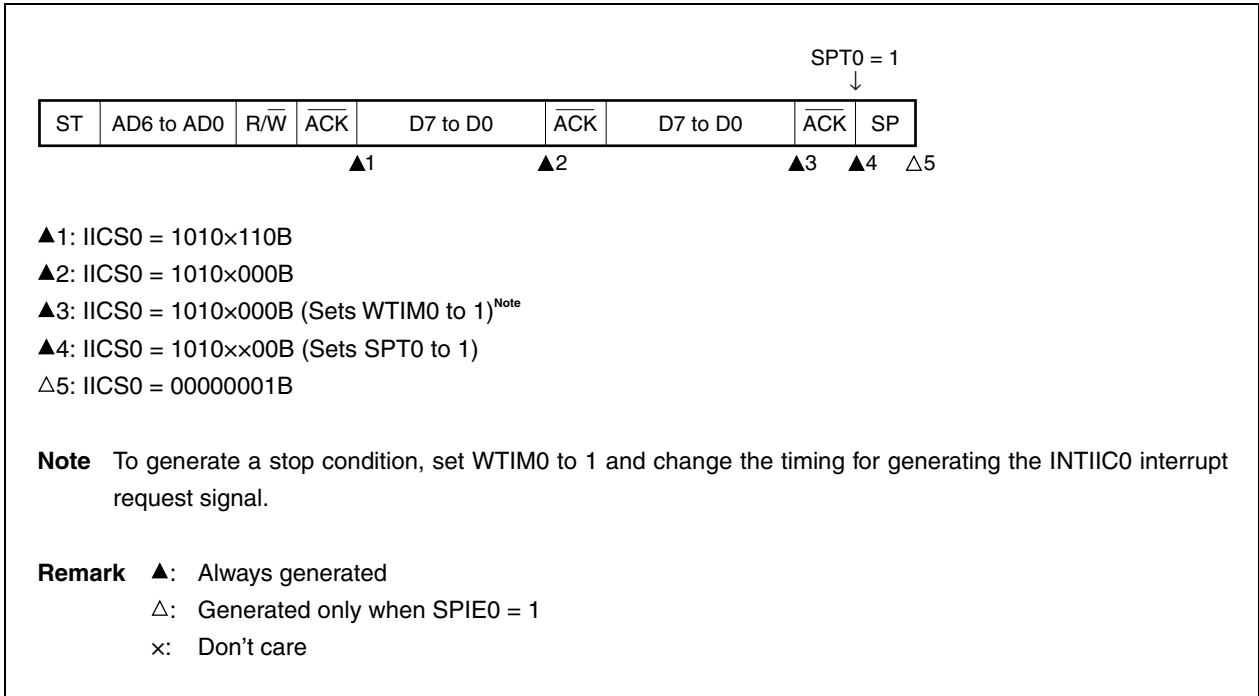 SPT0 = 1
↓
ST AD6 to AD0 R/W̅ A̅C̅K̅ D7 to D0 A̅C̅K̅ D7 to D0 A̅C̅K̅ SP
▲1 ▲2 ▲3 ▲4 △5
▲1: IICS0 = 1010×110B
▲2: IICS0 = 1010×000B
▲3: IICS0 = 1010×000B (Sets WTIM0 to 1)Note
▲4: IICS0 = 1010××00B (Sets SPT0 to 1)
△5: IICS0 = 00000001B
Note To generate a stop condition, set WTIM0 to 1 and change the timing for generating the INTIIC0 interrupt
request signal.
Remark ▲: Always generated
△: Generated only when SPIE0 = 1
×: Don't care